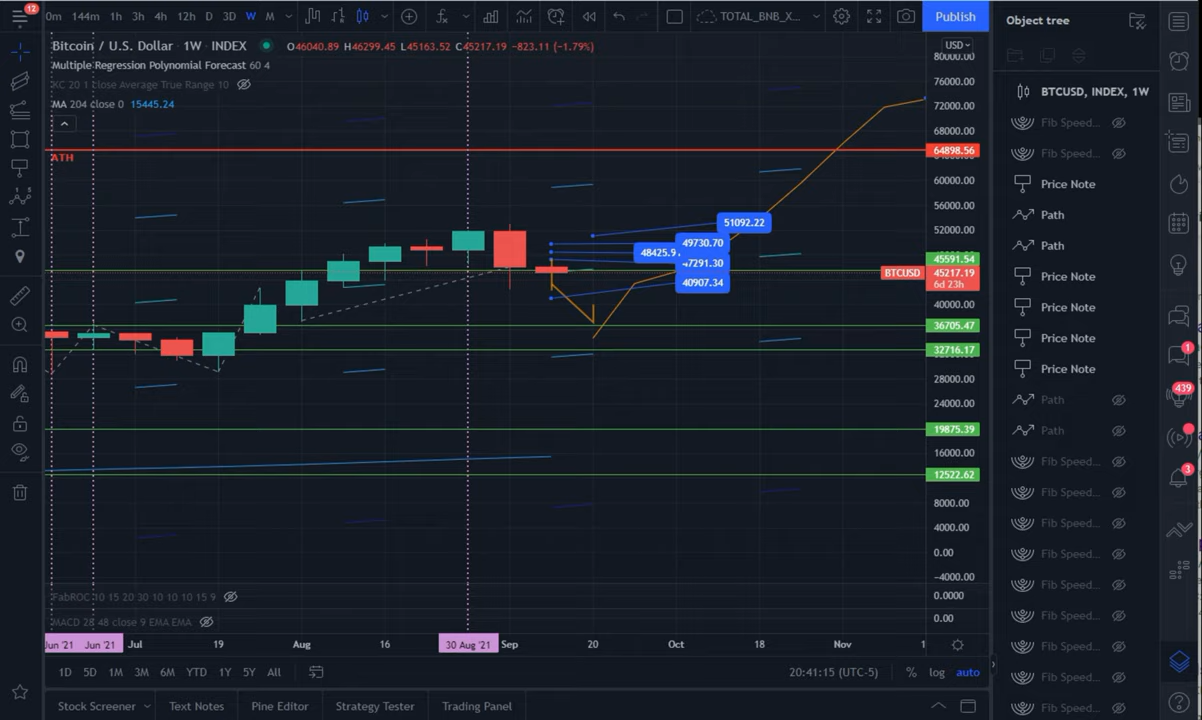 12
0m 144m 1h 3h 4h 12h D 3D W M TOTAL_BNB_X... Publish
Object tree
Bitcoin / U.S. Dollar · 1W · INDEX O46040.89 H46299.45 L45163.52 C45217.19 −823.11 (−1.79%)
USD
Multiple Regression Polynomial Forecast 60 4
KC 20 1 close Average True Range 10
MA 204 close 0 15445.24
ATH
80000.00
76000.00
72000.00
68000.00
64898.56
60000.00
56000.00
52000.00
45591.54
BTCUSD 45217.19
6d 23h
40000.00
36705.47
32716.17
28000.00
24000.00
19875.39
16000.00
12522.62
8000.00
4000.00
0.00
−4000.00
0.0000
0.00
51092.22
49730.70
48425.9
47291.30
40907.34
FabROC 10 15 20 30 10 10 10 15 9
MACD 28 48 close 9 EMA EMA
Jun '21 Jun '21 Jul 19 Aug 16 30 Aug '21 Sep 20 Oct 18 Nov 1
1D 5D 1M 3M 6M YTD 1Y 5Y All 20:41:15 (UTC-5) % log auto
Stock Screener Text Notes Pine Editor Strategy Tester Trading Panel
BTCUSD, INDEX, 1W
Fib Speed...
Fib Speed...
Price Note
Path
Path
Price Note
Price Note
Price Note
Price Note
Path
Path
Fib Speed...
Fib Speed...
Fib Speed...
Fib Speed...
Fib Speed...
Fib Speed...
Fib Speed...
Fib Speed...
Fib Speed...
1
439
3